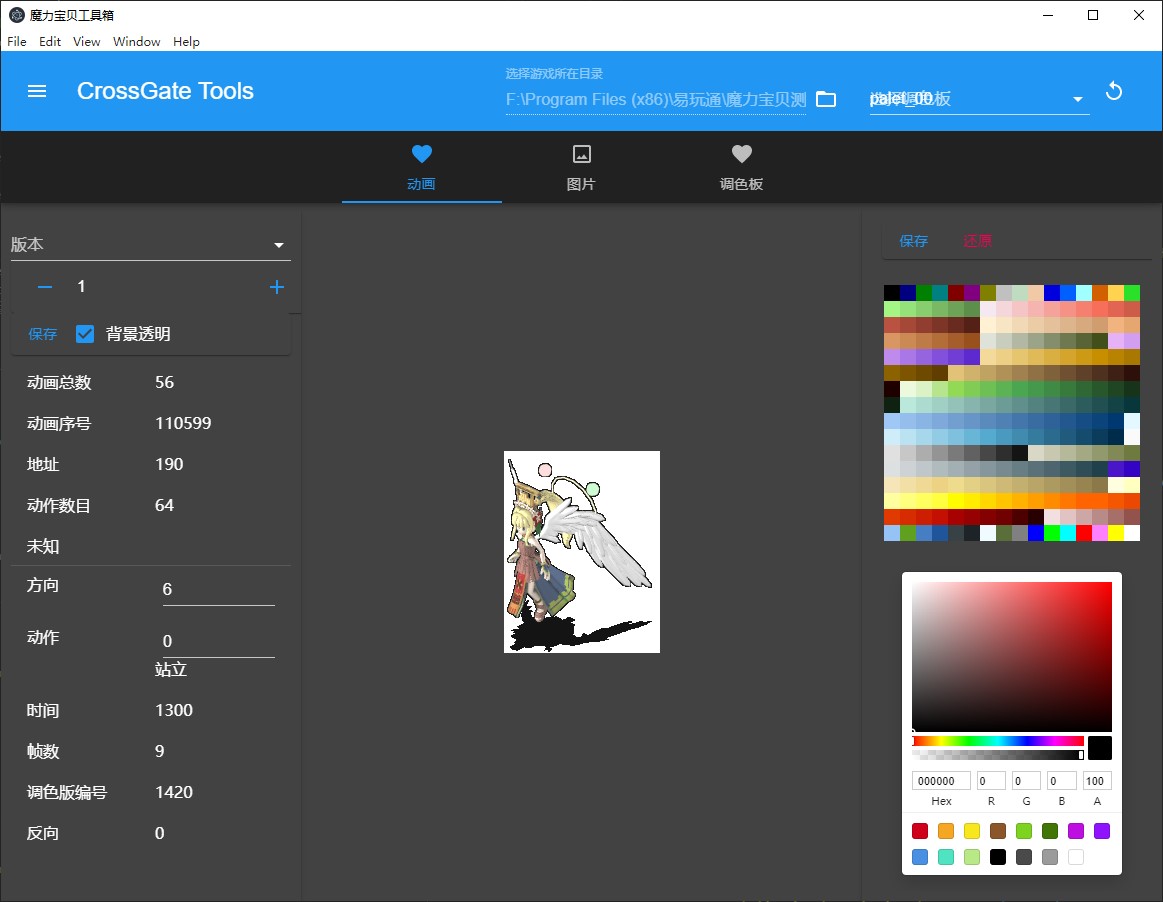 魔力宝贝工具箱
File Edit View Window Help
CrossGate Tools
选择游戏所在目录
F:\Program Files (x86)\易玩通\魔力宝贝测
palet_00
动画
图片
调色板
版本
1
保存
背景透明
动画总数 56
动画序号 110599
地址 190
动作数目 64
未知
方向 6
动作 0
站立
时间 1300
帧数 9
调色版编号 1420
反向 0
保存 还原
000000 0 0 0 100
Hex R G B A